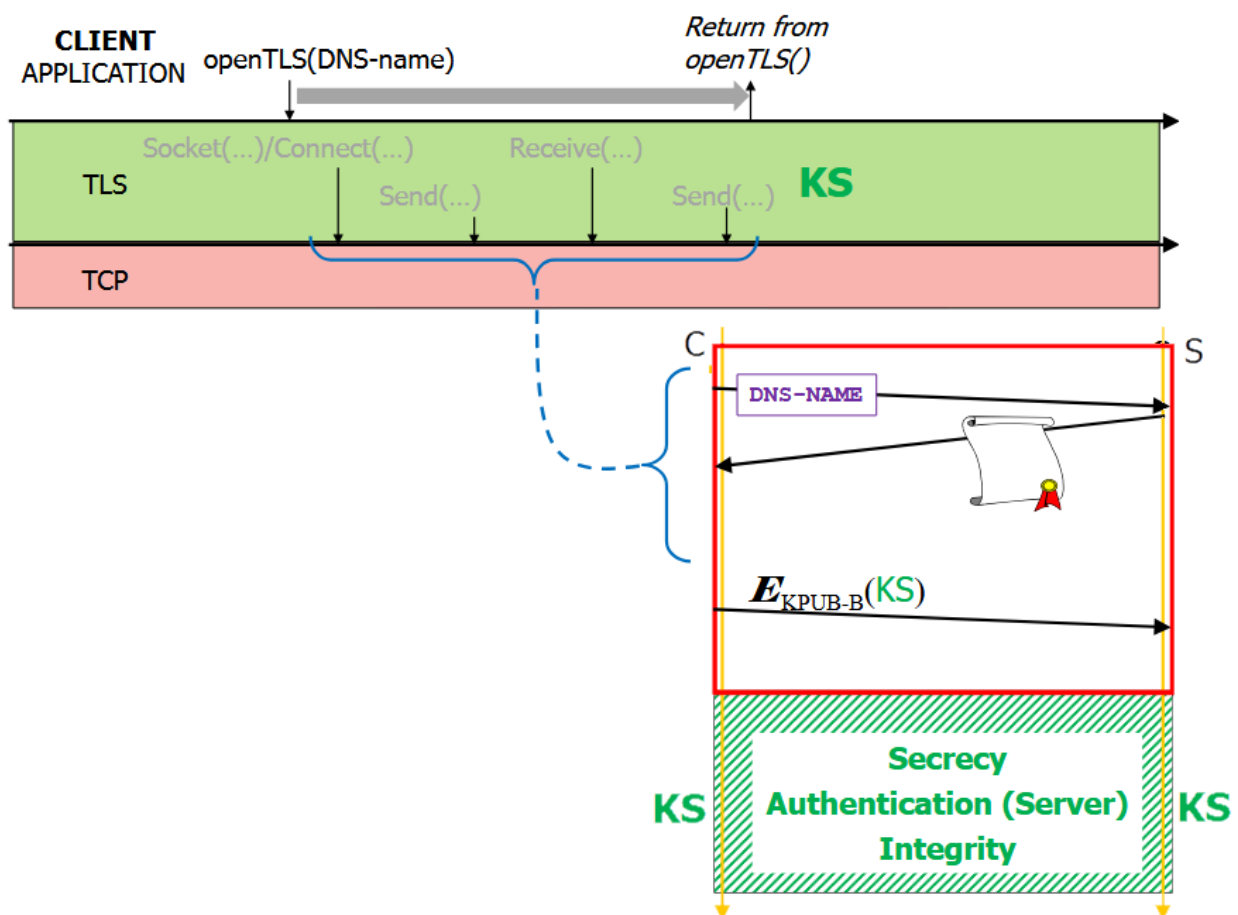 CLIENT
APPLICATION
openTLS(DNS-name)
Return from
openTLS()
Socket(...)/Connect(...)
Receive(...)
TLS
KS
Send(...)
Send(...)
TCP
C
S
DNS-NAME
E KPUB-B(KS)
Secrecy
KS
Authentication (Server)
KS
Integrity